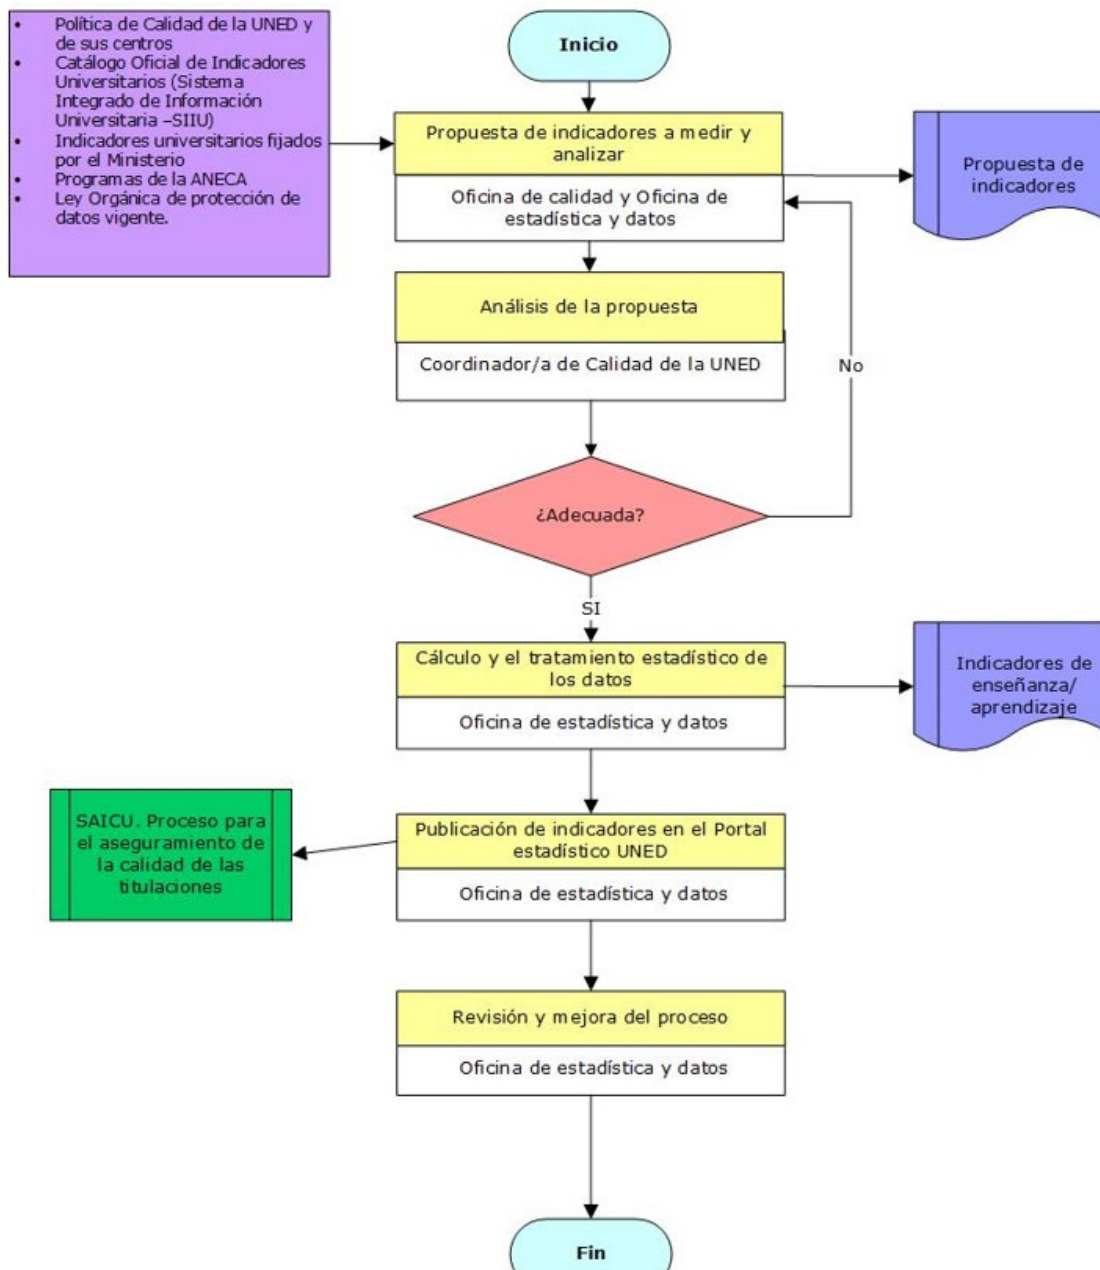 • Política de Calidad de la UNED y
de sus centros
• Catálogo Oficial de Indicadores
Universitarios (Sistema
Integrado de Información
Universitaria –SIIU)
• Indicadores universitarios fijados
por el Ministerio
• Programas de la ANECA
• Ley Orgánica de protección de
datos vigente.
Inicio
Propuesta de indicadores a medir y
analizar
Oficina de calidad y Oficina de
estadística y datos
Propuesta de
indicadores
Análisis de la propuesta
Coordinador/a de Calidad de la UNED
No
¿Adecuada?
SI
Cálculo y el tratamiento estadístico de
los datos
Oficina de estadística y datos
Indicadores de
enseñanza/
aprendizaje
SAICU. Proceso para
el aseguramiento de
la calidad de las
titulaciones
Publicación de indicadores en el Portal
estadístico UNED
Oficina de estadística y datos
Revisión y mejora del proceso
Oficina de estadística y datos
Fin